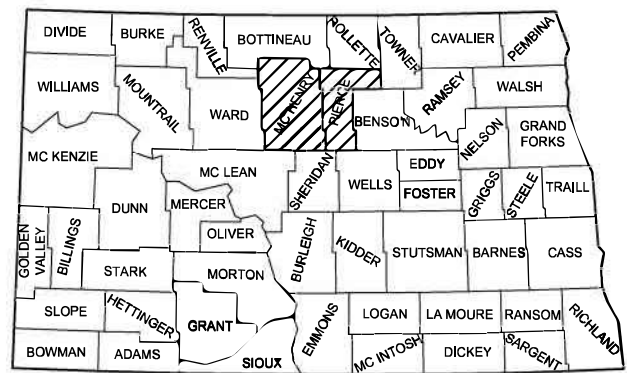 DIVIDE
BURKE
RENVILLE
BOTTINEAU
ROLLETTE
TOWNER
CAVALIER
PEMBINA
WILLIAMS
MOUNTRAIL
WARD
MC HENRY
PIERCE
BENSON
RAMSEY
WALSH
NELSON
GRAND
FORKS
MC KENZIE
DUNN
MC LEAN
MERCER
OLIVER
SHERIDAN
WELLS
EDDY
FOSTER
GRIGGS
STEELE
TRAILL
GOLDEN
VALLEY
BILLINGS
STARK
MORTON
BURLEIGH
KIDDER
STUTSMAN
BARNES
CASS
SLOPE
HETTINGER
GRANT
SIOUX
EMMONS
LOGAN
LA MOURE
RANSOM
RICHLAND
BOWMAN
ADAMS
MC INTOSH
DICKEY
SARGENT